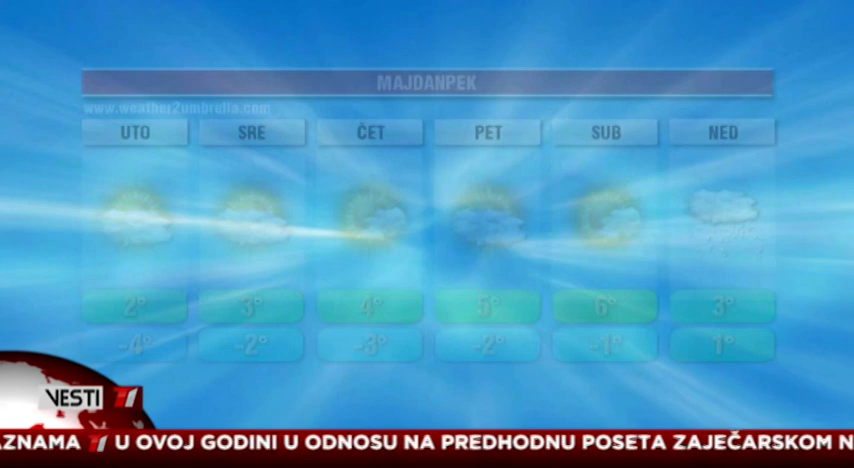 MAJDANPEK
www.weather2umbrella.com
UTO SRE ČET PET SUB NED
2° 3° 4° 5° 6° 3°
-4° -2° -3° -2° -1° 1°
VESTI
AZNAMA U OVOJ GODINI U ODNOSU NA PREDHODNU POSETA ZAJEČARSKOM N